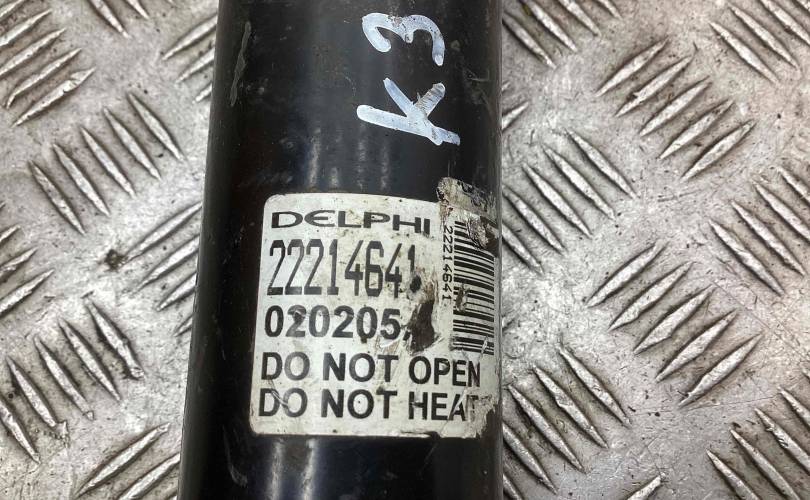 K3
DELPHI
22214641
22214641
020205
DO NOT OPEN
DO NOT HEAT